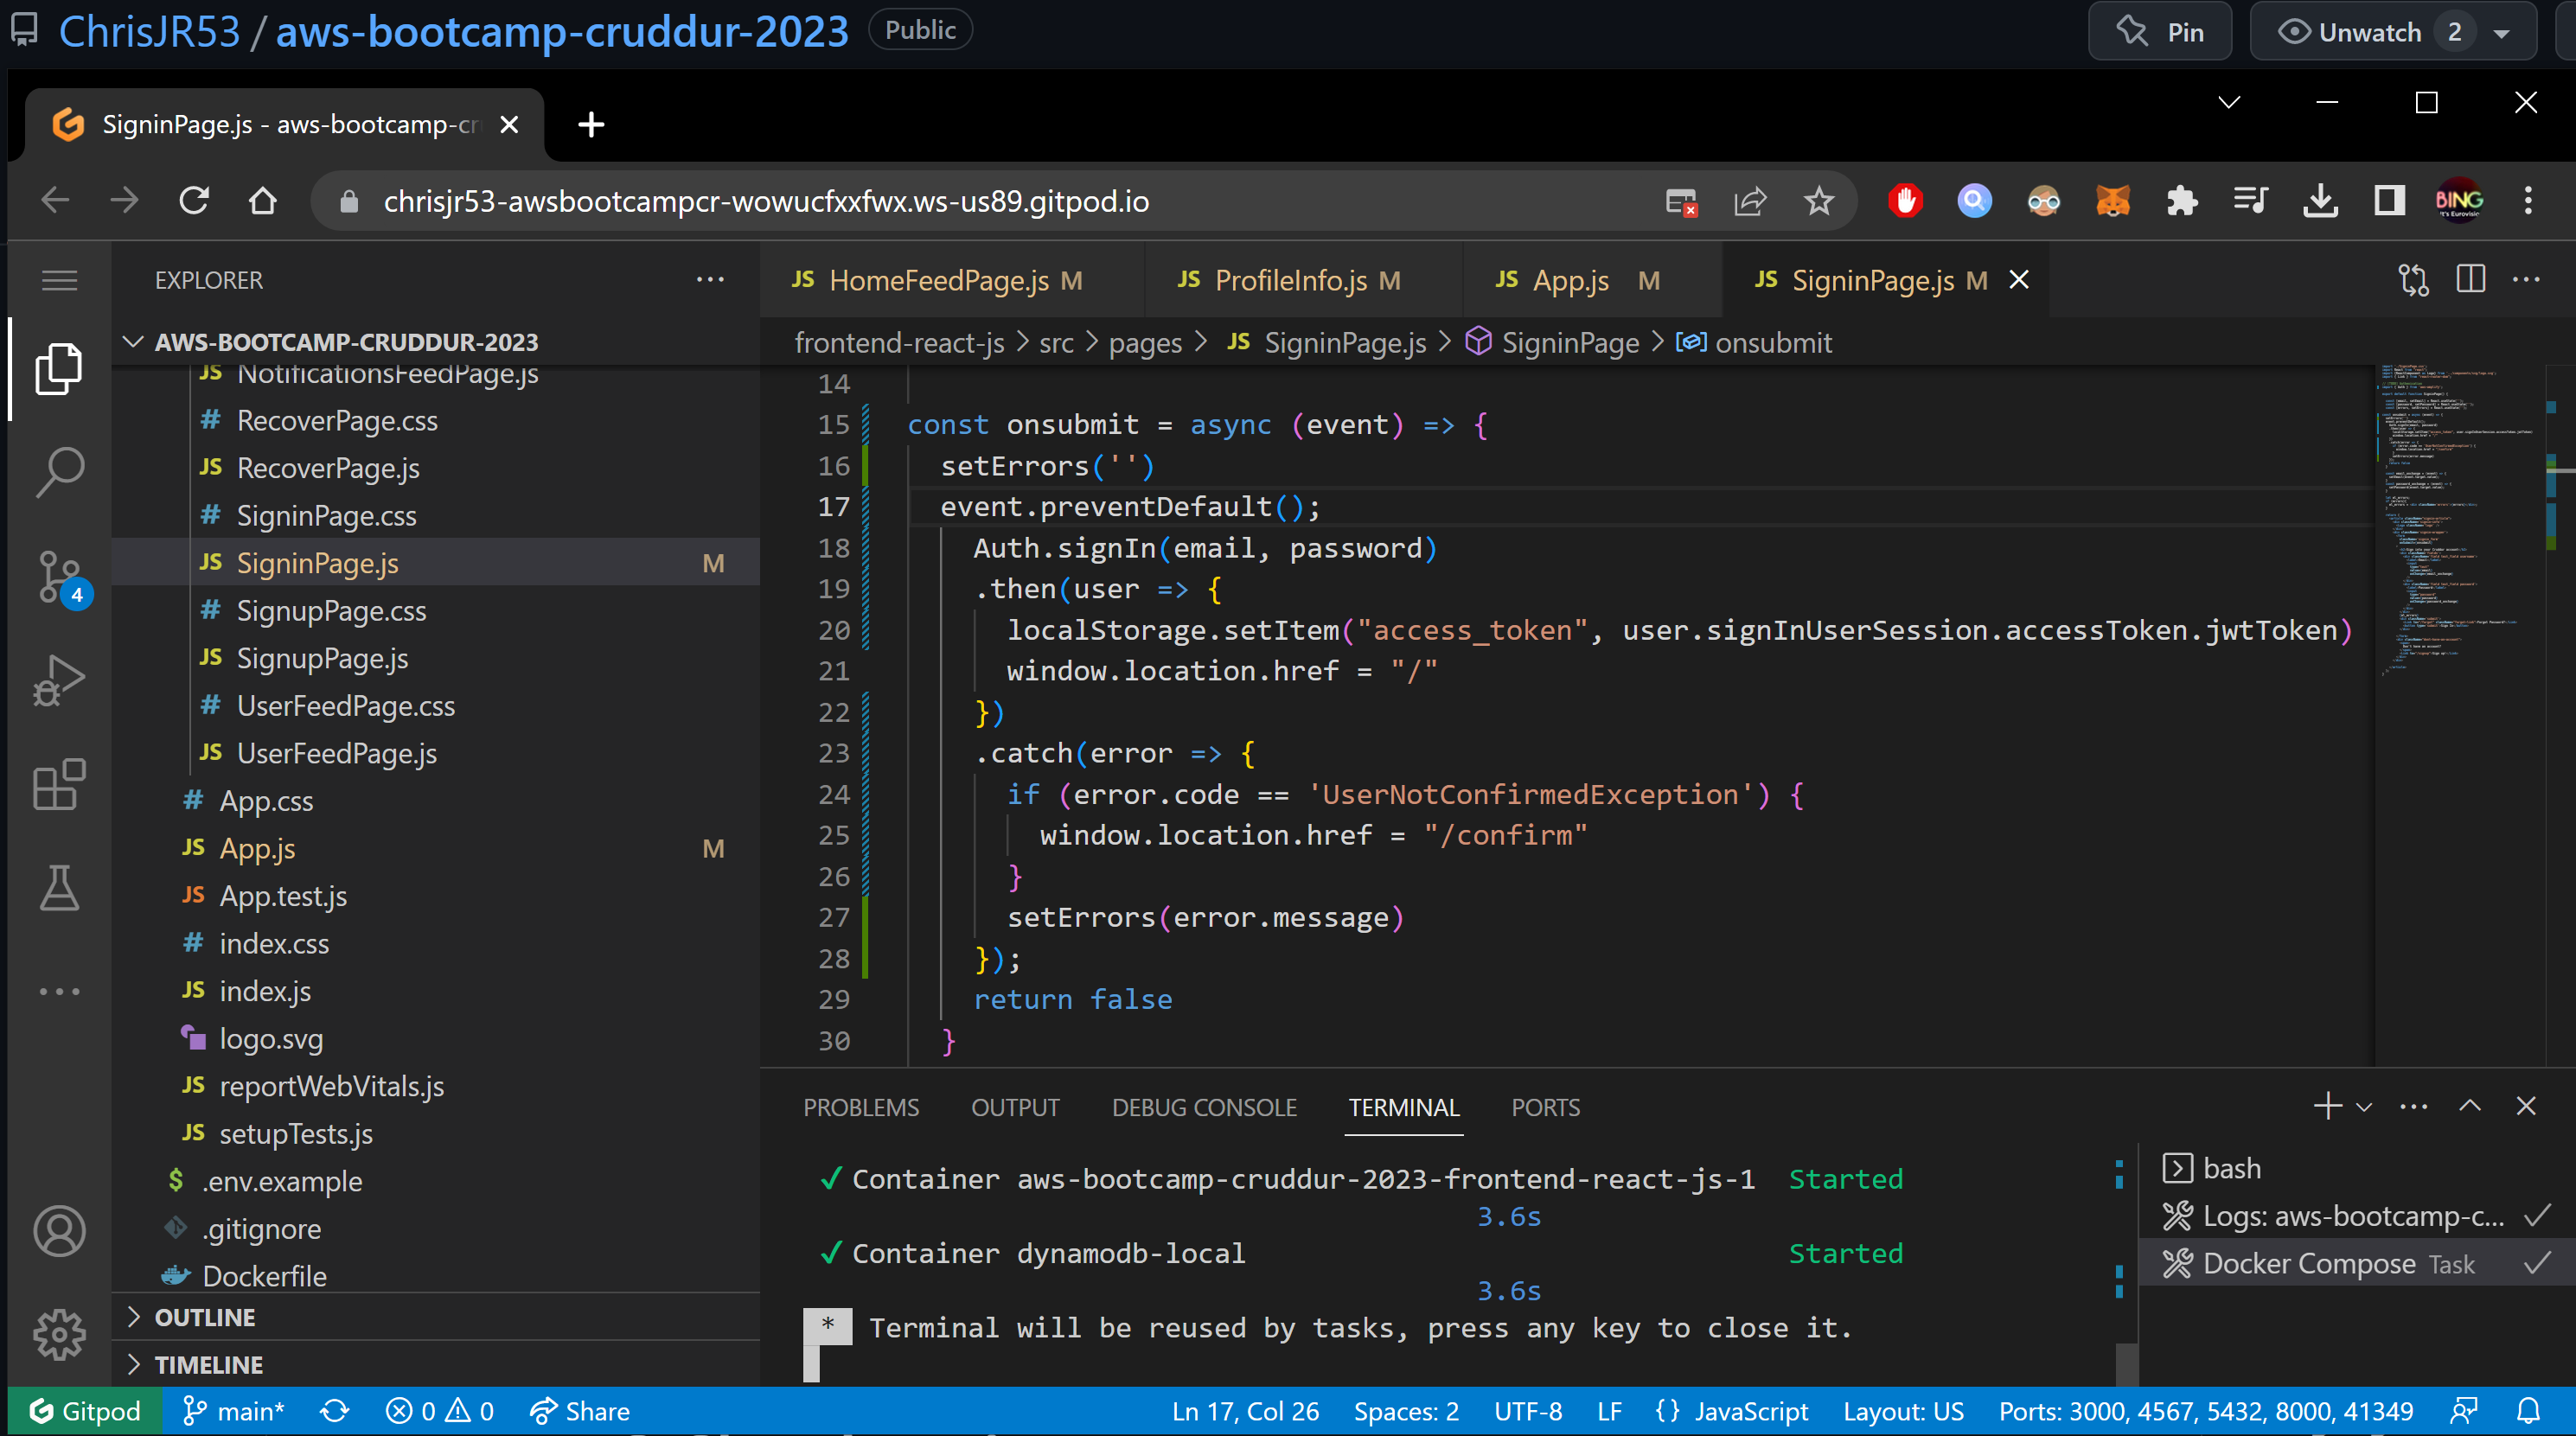 ChrisJR53 / aws-bootcamp-cruddur-2023 Public Pin Unwatch 2
SigninPage.js - aws-bootcamp-cr
chrisjr53-awsbootcampcr-wowucfxxfwx.ws-us89.gitpod.io
EXPLORER
AWS-BOOTCAMP-CRUDDUR-2023
NotificationsFeedPage.js
RecoverPage.css
RecoverPage.js
SigninPage.css
SigninPage.js M
SignupPage.css
SignupPage.js
UserFeedPage.css
UserFeedPage.js
App.css
App.js M
App.test.js
index.css
index.js
logo.svg
reportWebVitals.js
setupTests.js
.env.example
.gitignore
Dockerfile
OUTLINE
TIMELINE
4
JS HomeFeedPage.js M JS ProfileInfo.js M JS App.js M JS SigninPage.js M
frontend-react-js > src > pages > JS SigninPage.js > SigninPage > onsubmit
14
15 const onsubmit = async (event) => {
16 setErrors('')
17 event.preventDefault();
18 Auth.signIn(email, password)
19 .then(user => {
20 localStorage.setItem("access_token", user.signInUserSession.accessToken.jwtToken)
21 window.location.href = "/"
22 })
23 .catch(error => {
24 if (error.code == 'UserNotConfirmedException') {
25 window.location.href = "/confirm"
26 }
27 setErrors(error.message)
28 });
29 return false
30 }
PROBLEMS OUTPUT DEBUG CONSOLE TERMINAL PORTS
✓ Container aws-bootcamp-cruddur-2023-frontend-react-js-1 Started
3.6s
✓ Container dynamodb-local Started
3.6s
* Terminal will be reused by tasks, press any key to close it.
bash
Logs: aws-bootcamp-c...
Docker Compose Task
Gitpod main* 0 0 Share Ln 17, Col 26 Spaces: 2 UTF-8 LF {} JavaScript Layout: US Ports: 3000, 4567, 5432, 8000, 41349